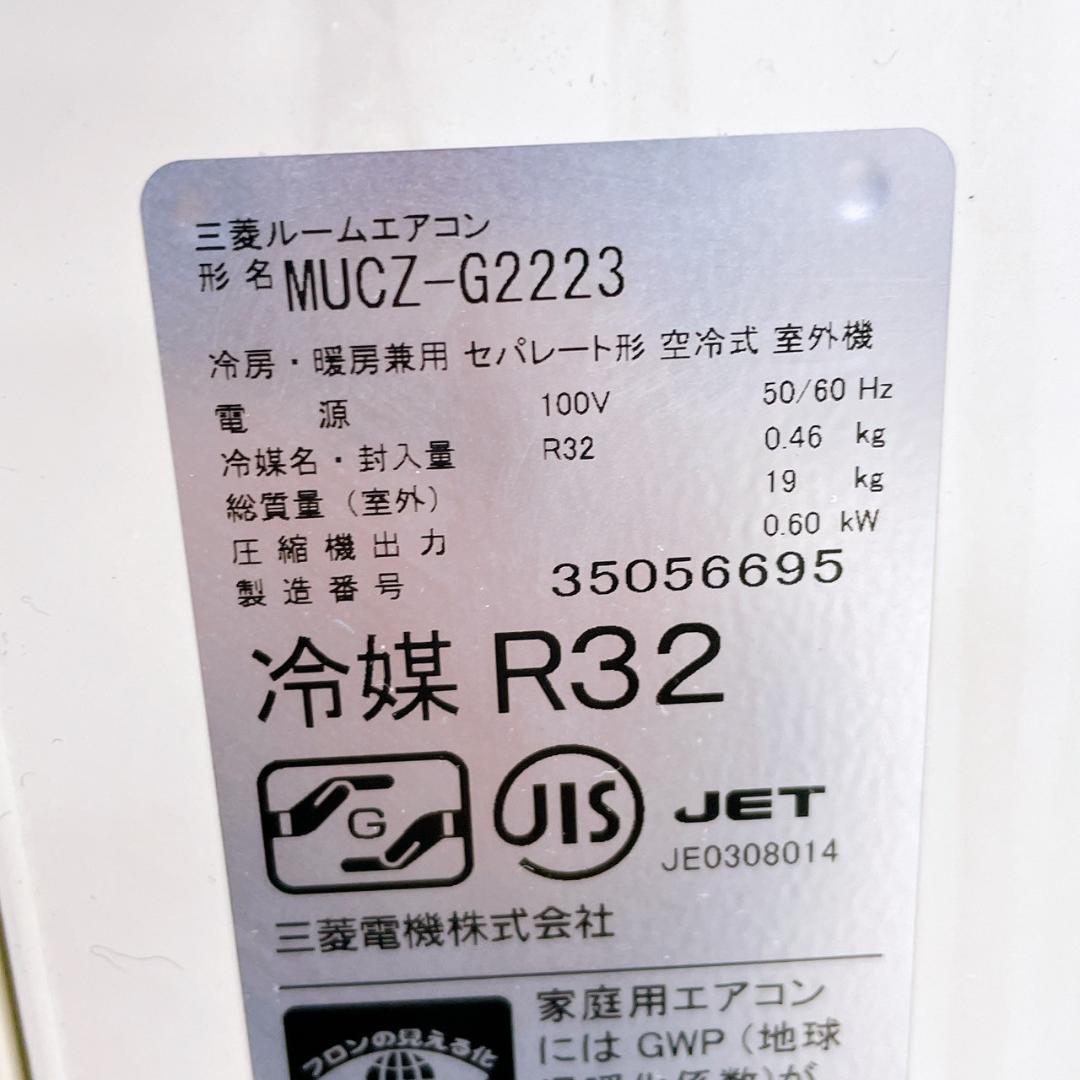 三菱ルームエアコン
形名 MUCZ-G2223
冷房・暖房兼用 セパレート形 空冷式 室外機
電 源 100V 50/60 Hz
冷媒名・封入量 R32 0.46 kg
総質量（室外） 19 kg
圧縮機出力 0.60 kW
製造番号 35056695
冷媒 R32
G
JIS
JET
JE0308014
三菱電機株式会社
フロンの見える化
家庭用エアコン
には GWP（地球